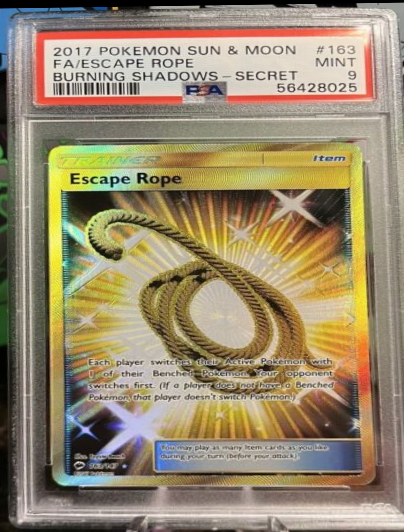 2017 POKEMON SUN & MOON #163
FA/ESCAPE ROPE MINT
BURNING SHADOWS - SECRET 9
PSA 56428025
TRAINER Item
Escape Rope
Each player switches their Active Pokémon with
1 of their Benched Pokémon. Your opponent
switches first. (If a player does not have a Benched
Pokémon, that player doesn't switch Pokémon.)
You may play as many Item cards as you like
during your turn (before your attack).
Illus.
163/147